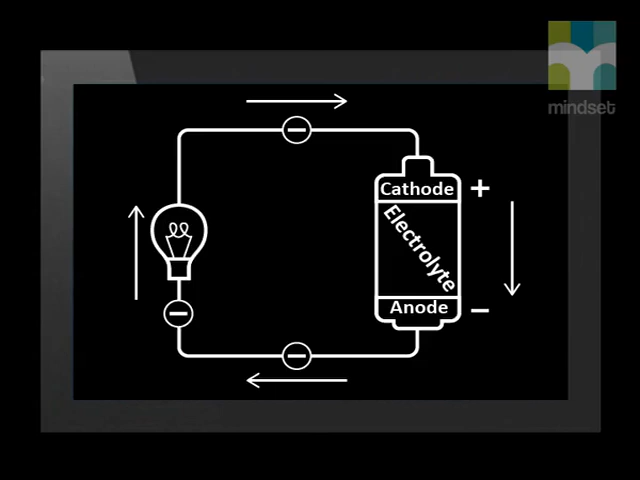 mindset
Cathode +
Electrolyte
Anode −